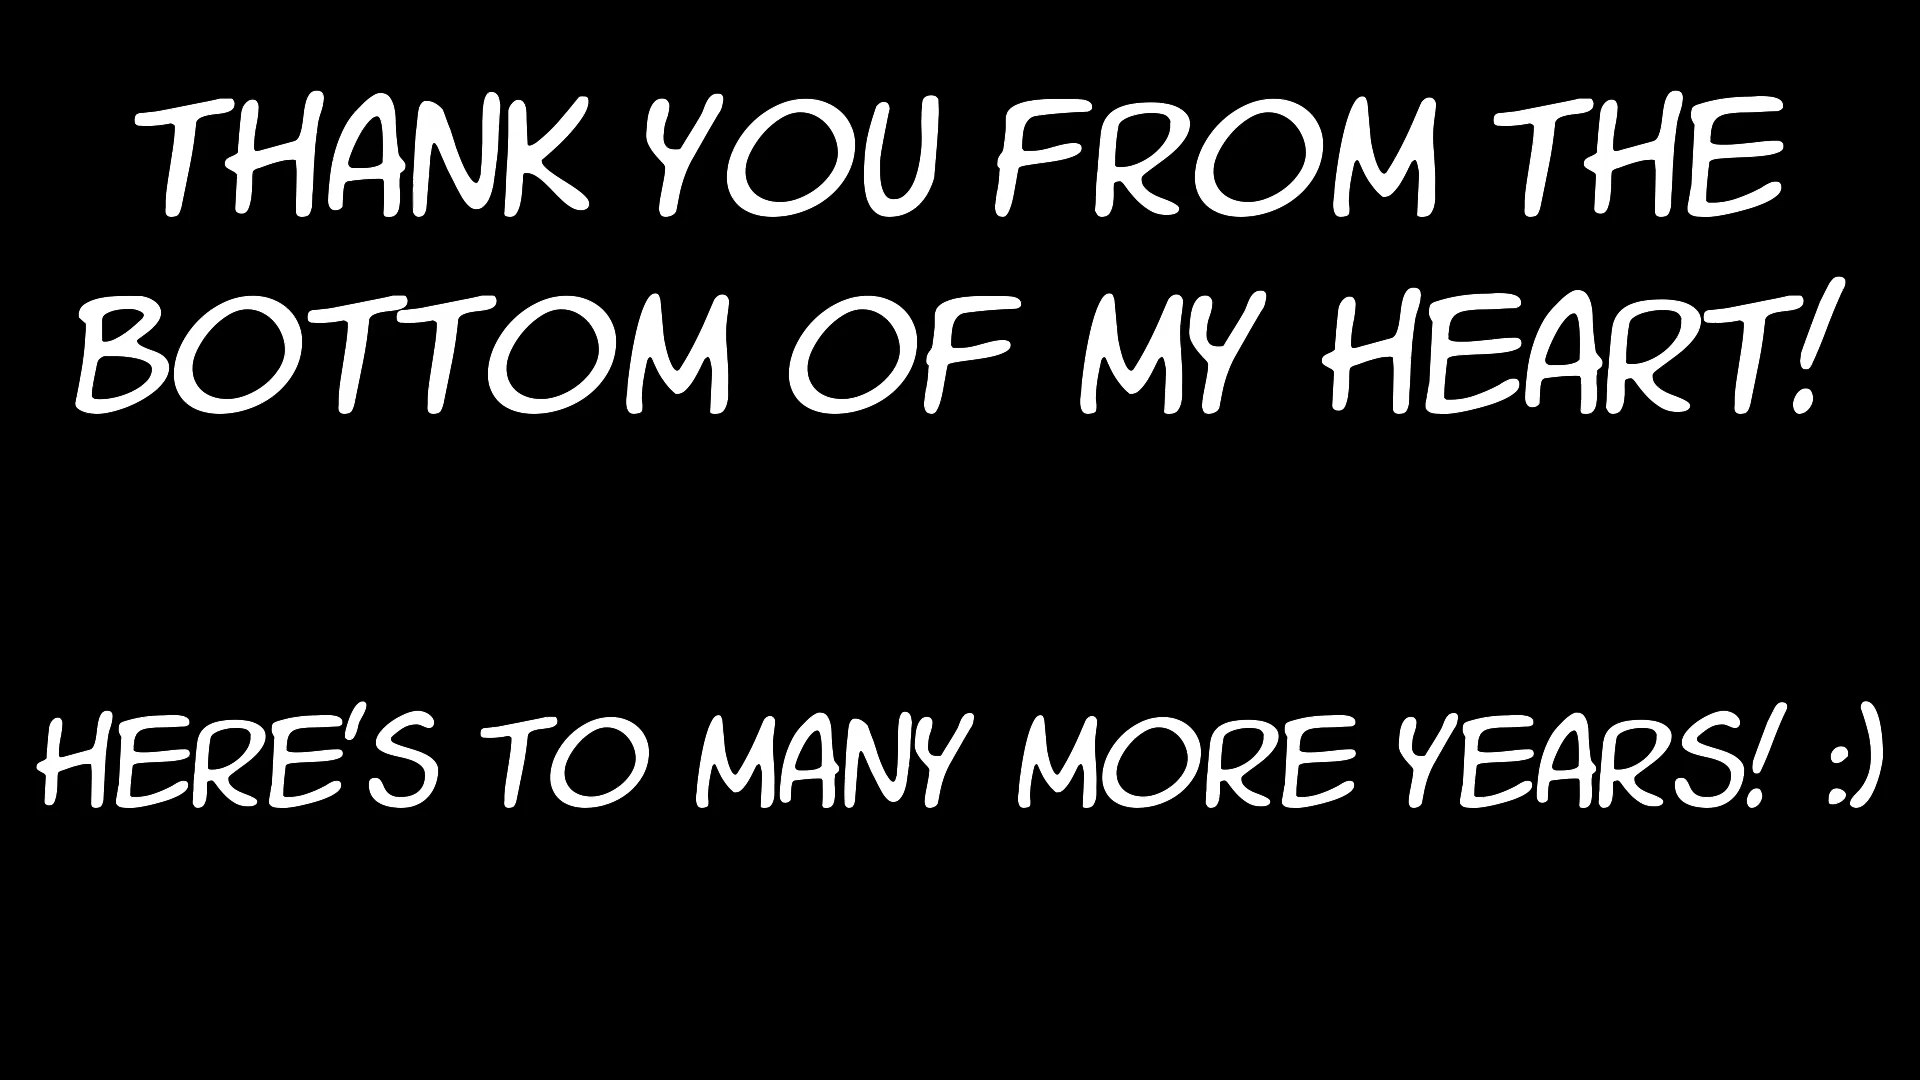 THANK YOU FROM THE
BOTTOM OF MY HEART!
HERE'S TO MANY MORE YEARS! :)